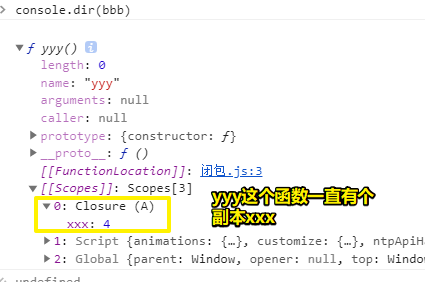 console.dir(bbb)
ƒ yyy()
length: 0
name: "yyy"
arguments: null
caller: null
prototype: {constructor: ƒ}
__proto__: ƒ ()
[[FunctionLocation]]: 闭包.js:3
[[Scopes]]: Scopes[3]
0: Closure (A)
xxx: 4
yyy这个函数一直有个
副本xxx
1: Script {animations: {…}, customize: {…}, ntpApiHa
2: Global {parent: Window, opener: null, top: Window
undefined